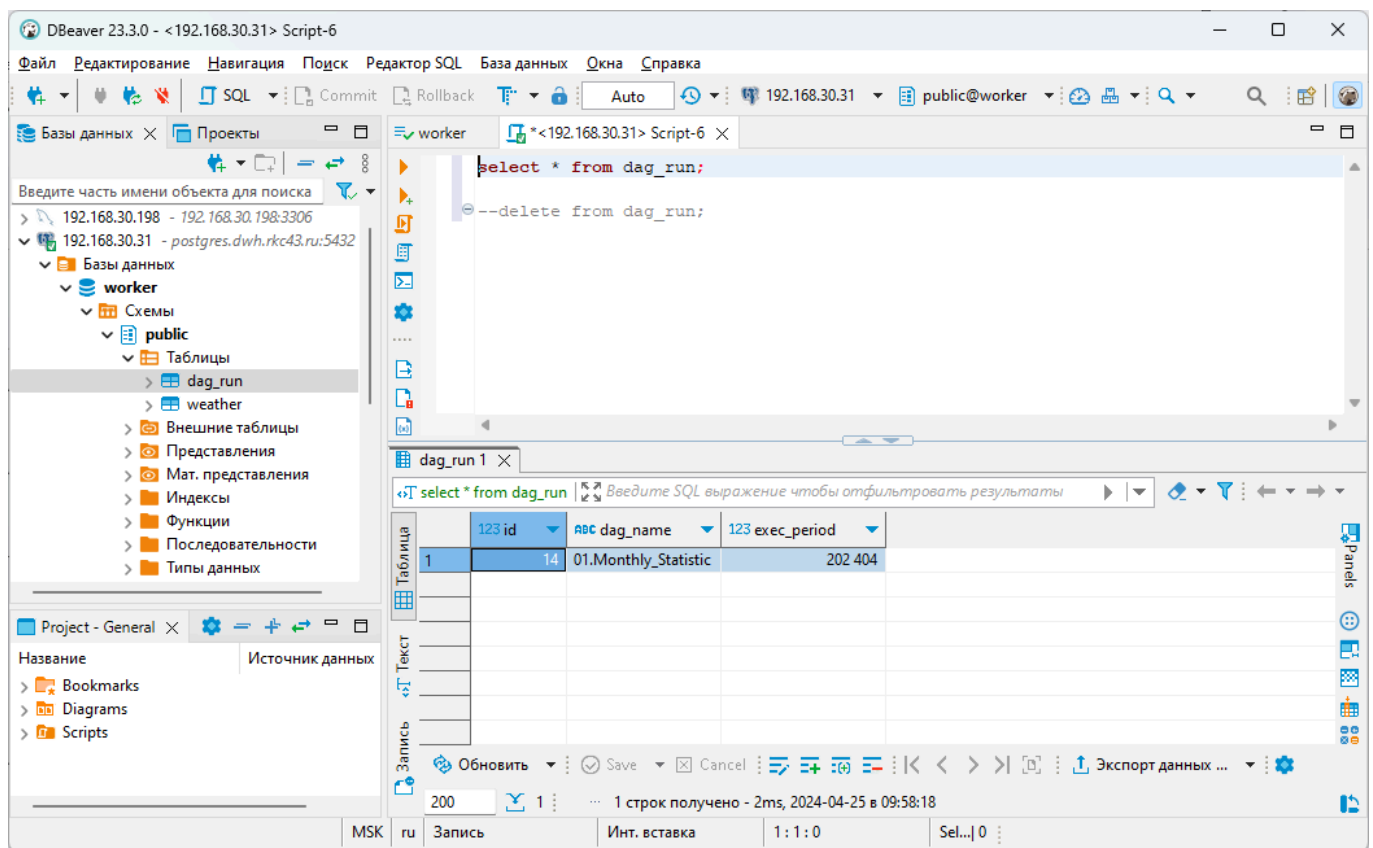 DBeaver 23.3.0 - <192.168.30.31> Script-6
Файл Редактирование Навигация Поиск Редактор SQL База данных Окна Справка
SQL Commit Rollback Auto 192.168.30.31 public@worker
Базы данных Проекты
Введите часть имени объекта для поиска
192.168.30.198 - 192.168.30.198:3306
192.168.30.31 - postgres.dwh.rkc43.ru:5432
Базы данных
worker
Схемы
public
Таблицы
dag_run
weather
Внешние таблицы
Представления
Мат. представления
Индексы
Функции
Последовательности
Типы данных
Project - General
Название Источник данных
Bookmarks
Diagrams
Scripts
worker *<192.168.30.31> Script-6
select * from dag_run;
--delete from dag_run;
dag_run 1
select * from dag_run Введите SQL выражение чтобы отфильтровать результаты
Таблица
Текст
Запись
123 id ABC dag_name 123 exec_period
1 14 01.Monthly_Statistic 202 404
Panels
Обновить Save Cancel Экспорт данных ...
200 1 ... 1 строк получено - 2ms, 2024-04-25 в 09:58:18
MSK ru Запись Инт. вставка 1 : 1 : 0 Sel...| 0